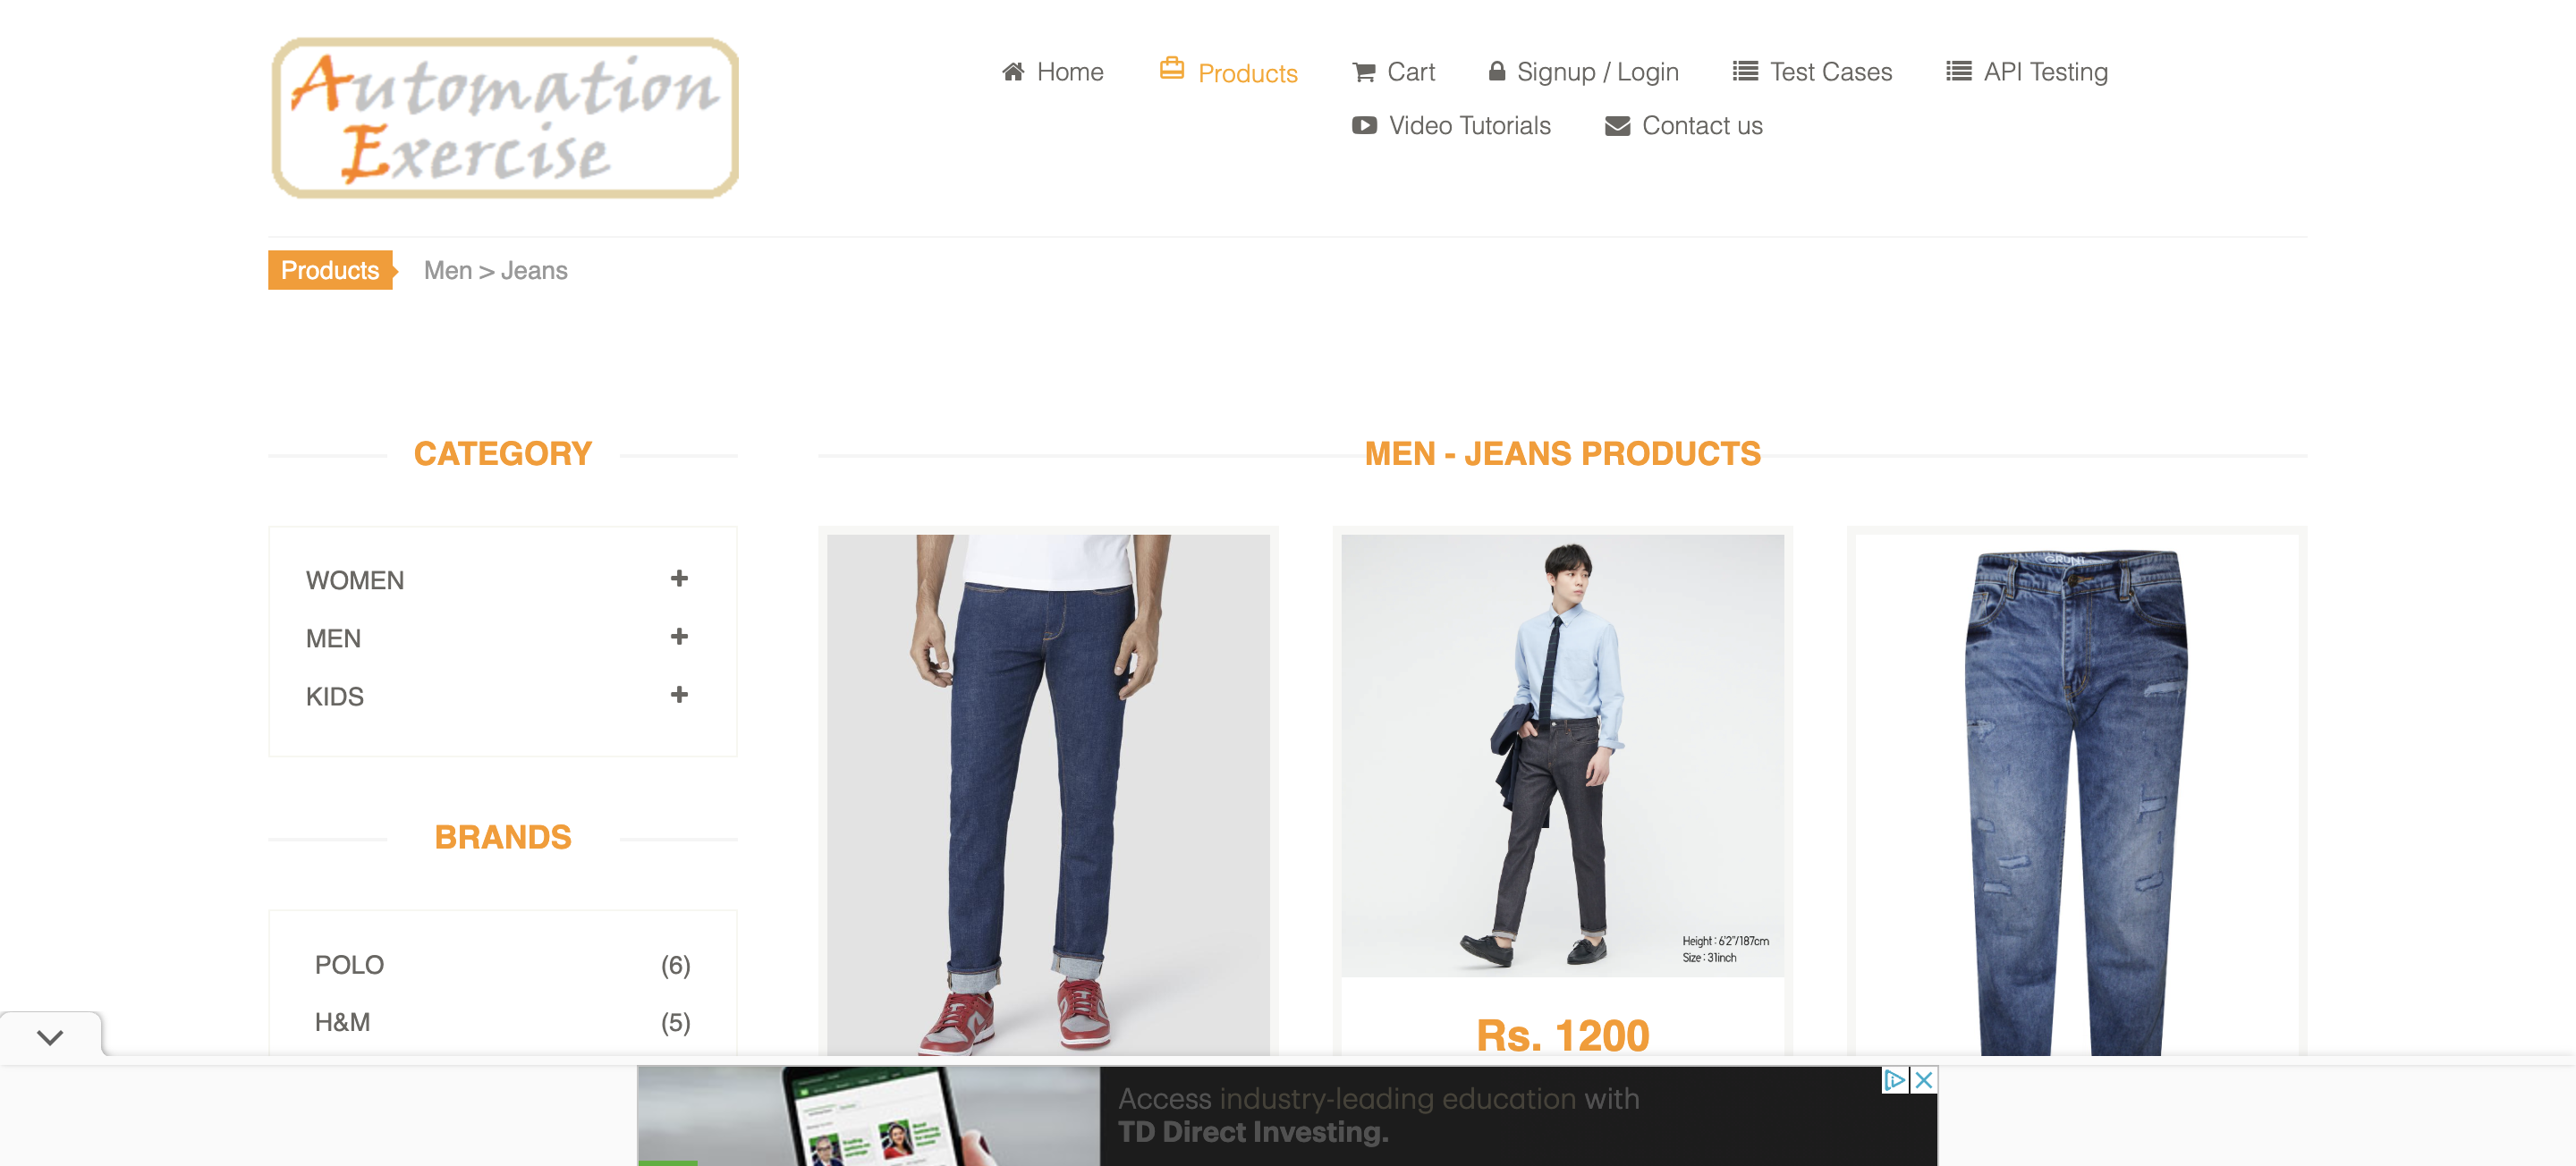 Automation
Exercise
Home
Products
Cart
Signup / Login
Test Cases
API Testing
Video Tutorials
Contact us
Products
Men > Jeans
CATEGORY
WOMEN
MEN
KIDS
BRANDS
POLO (6)
H&M (5)
MEN - JEANS PRODUCTS
Height : 6'2"/187cm
Size : 31inch
Rs. 1200
GRUNT
Access industry-leading education with
TD Direct Investing.